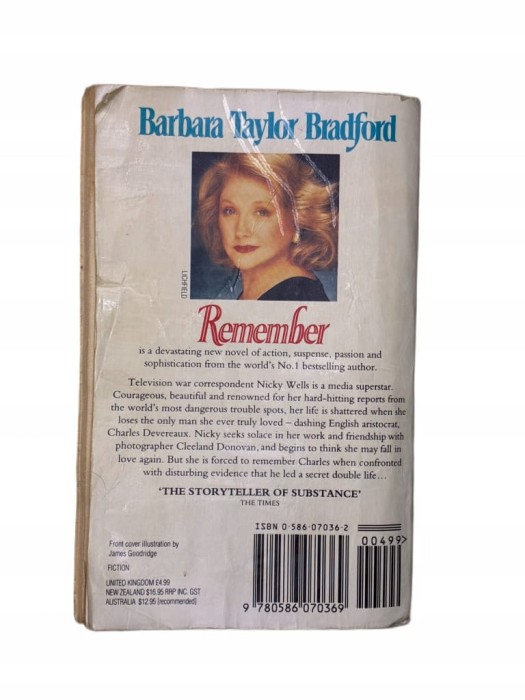 Barbara Taylor Bradford
LICHFIELD
Remember
is a devastating new novel of action, suspense, passion and
sophistication from the world's No.1 bestselling author.
Television war correspondent Nicky Wells is a media superstar.
Courageous, beautiful and renowned for her hard-hitting reports from
the world's most dangerous trouble spots, her life is shattered when she
loses the only man she ever truly loved – dashing English aristocrat,
Charles Devereaux. Nicky seeks solace in her work and friendship with
photographer Cleeland Donovan, and begins to think she may fall in
love again. But she is forced to remember Charles when confronted
with disturbing evidence that he led a secret double life...
'THE STORYTELLER OF SUBSTANCE'
THE TIMES
ISBN 0-586-07036-2
00499>
Front cover illustration by
James Goodridge
FICTION
UNITED KINGDOM £4.99
NEW ZEALAND $16.95 RRP INC. GST
AUSTRALIA $12.95 (recommended)
9 780586 070369